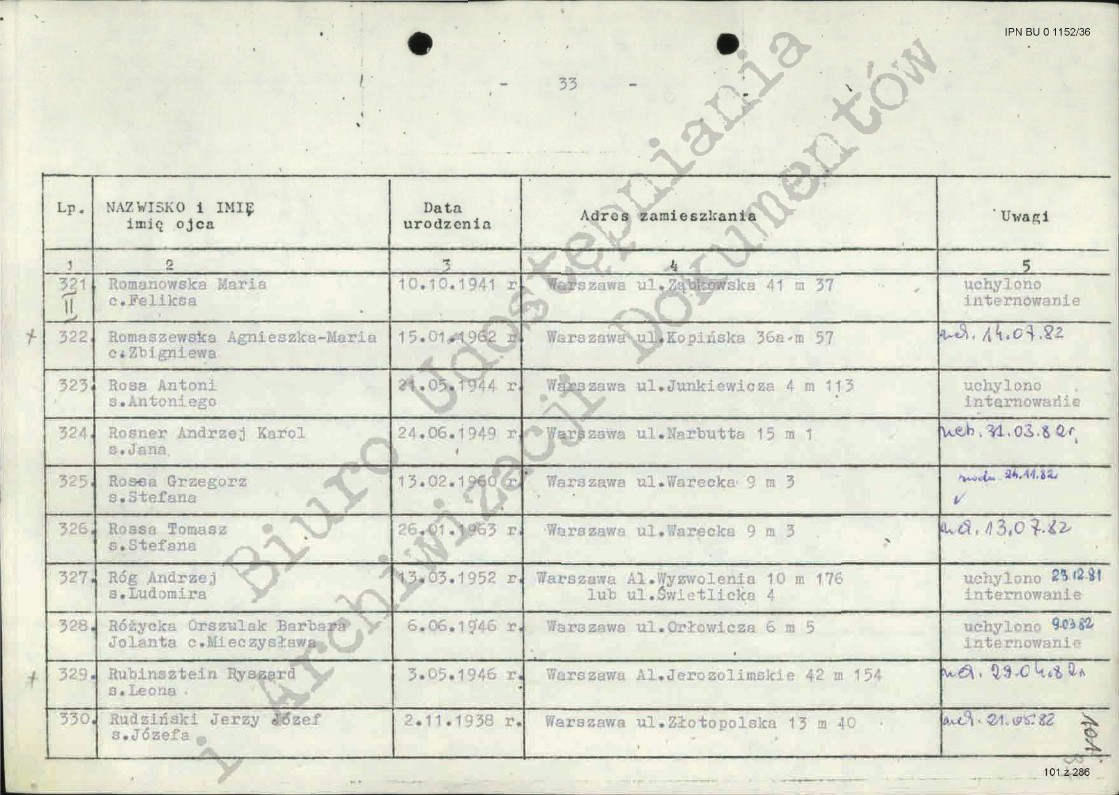 IPN BU 0 1152/36
- 33 -
Lp. NAZWISKO i IMIĘ Data Adres zamieszkania Uwagi
imię ojca urodzenia
1 2 3 4 5
321 Romanowska Maria 10.10.1941 r. Warszawa ul.Ząbkowska 41 m 37 uchylono
II c.Feliksa internowanie
+ 322. Romaszewska Agnieszka-Maria 15.01.1962 r. Warszawa ul.Kopińska 36a m 57 14.07.82
c.Zbigniewa
323. Rosa Antoni 21.05.1944 r. Warszawa ul.Junkiewicza 4 m 113 uchylono
s.Antoniego internowanie
324. Rosner Andrzej Karol 24.06.1949 r. Warszawa ul.Narbutta 15 m 1 31.03.82r.
s.Jana
325. Rossa Grzegorz 13.02.1960 r. Warszawa ul.Warecka 9 m 3 24.11.82
s.Stefana
326. Rossa Tomasz 26.01.1963 r. Warszawa ul.Warecka 9 m 3 13.07.82
s.Stefana
327. Róg Andrzej 13.03.1952 r. Warszawa Al.Wyzwolenia 10 m 176 uchylono 23.12.81
s.Ludomira lub ul.Świetlicka 4 internowanie
328. Różycka Orszulak Barbara 6.06.1946 r. Warszawa ul.Orłowicza 6 m 5 uchylono 9.03.82
Jolanta c.Mieczysława internowanie
+ 329. Rubinsztein Ryszard 3.05.1946 r. Warszawa Al.Jerozolimskie 42 m 154 29.04.82r
s.Leona
330. Rudziński Jerzy Józef 2.11.1938 r. Warszawa ul.Złotopolska 13 m 40 21.05.82
s.Józefa
101
101 z 286
Biuro Udostępniania
i Archiwizacji Dokumentów